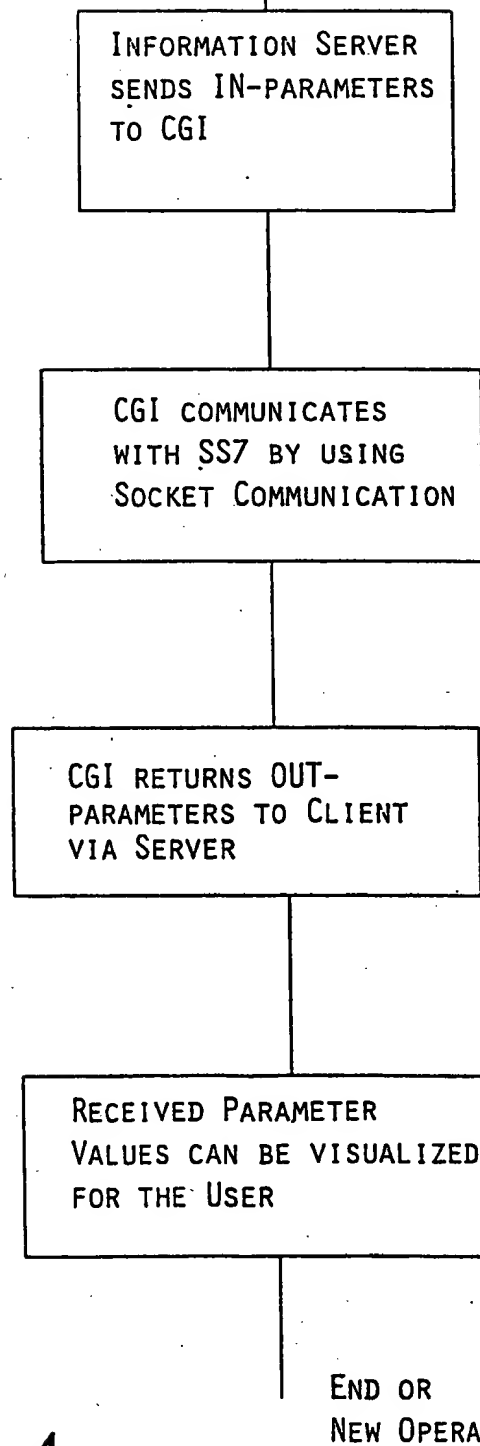 INFORMATION SERVER
SENDS IN-PARAMETERS
TO CGI
CGI COMMUNICATES
WITH SS7 BY USING
SOCKET COMMUNICATION
CGI RETURNS OUT-
PARAMETERS TO CLIENT
VIA SERVER
RECEIVED PARAMETER
VALUES CAN BE VISUALIZED
FOR THE USER
END OR
NEW OPERA